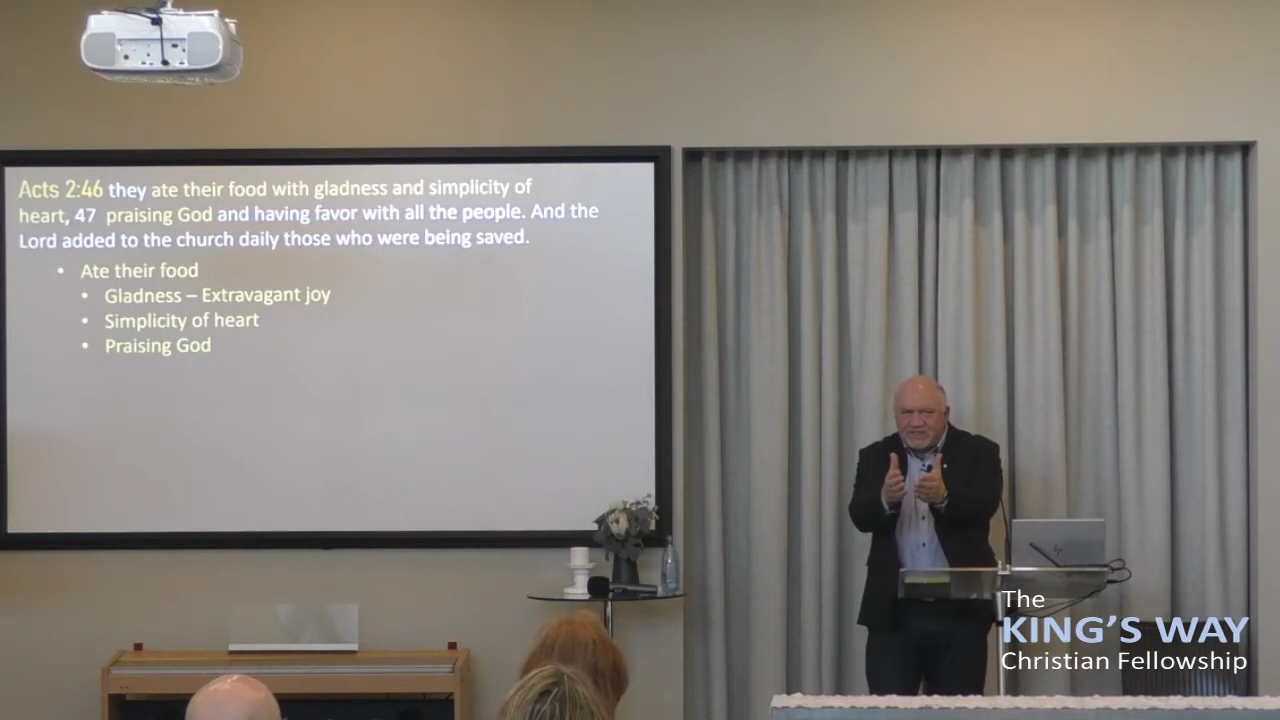 Acts 2:46 they ate their food with gladness and simplicity of
heart, 47 praising God and having favor with all the people. And the
Lord added to the church daily those who were being saved.
• Ate their food
• Gladness – Extravagant joy
• Simplicity of heart
• Praising God
hp
The
KING'S WAY
Christian Fellowship